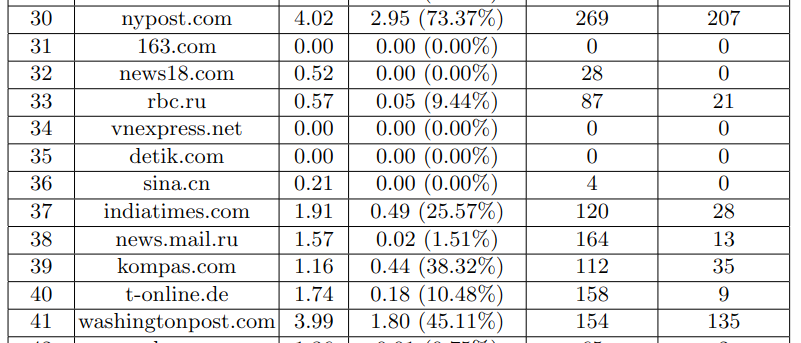 30 nypost.com 4.02 2.95 (73.37%) 269 207
31 163.com 0.00 0.00 (0.00%) 0 0
32 news18.com 0.52 0.00 (0.00%) 28 0
33 rbc.ru 0.57 0.05 (9.44%) 87 21
34 vnexpress.net 0.00 0.00 (0.00%) 0 0
35 detik.com 0.00 0.00 (0.00%) 0 0
36 sina.cn 0.21 0.00 (0.00%) 4 0
37 indiatimes.com 1.91 0.49 (25.57%) 120 28
38 news.mail.ru 1.57 0.02 (1.51%) 164 13
39 kompas.com 1.16 0.44 (38.32%) 112 35
40 t-online.de 1.74 0.18 (10.48%) 158 9
41 washingtonpost.com 3.99 1.80 (45.11%) 154 135